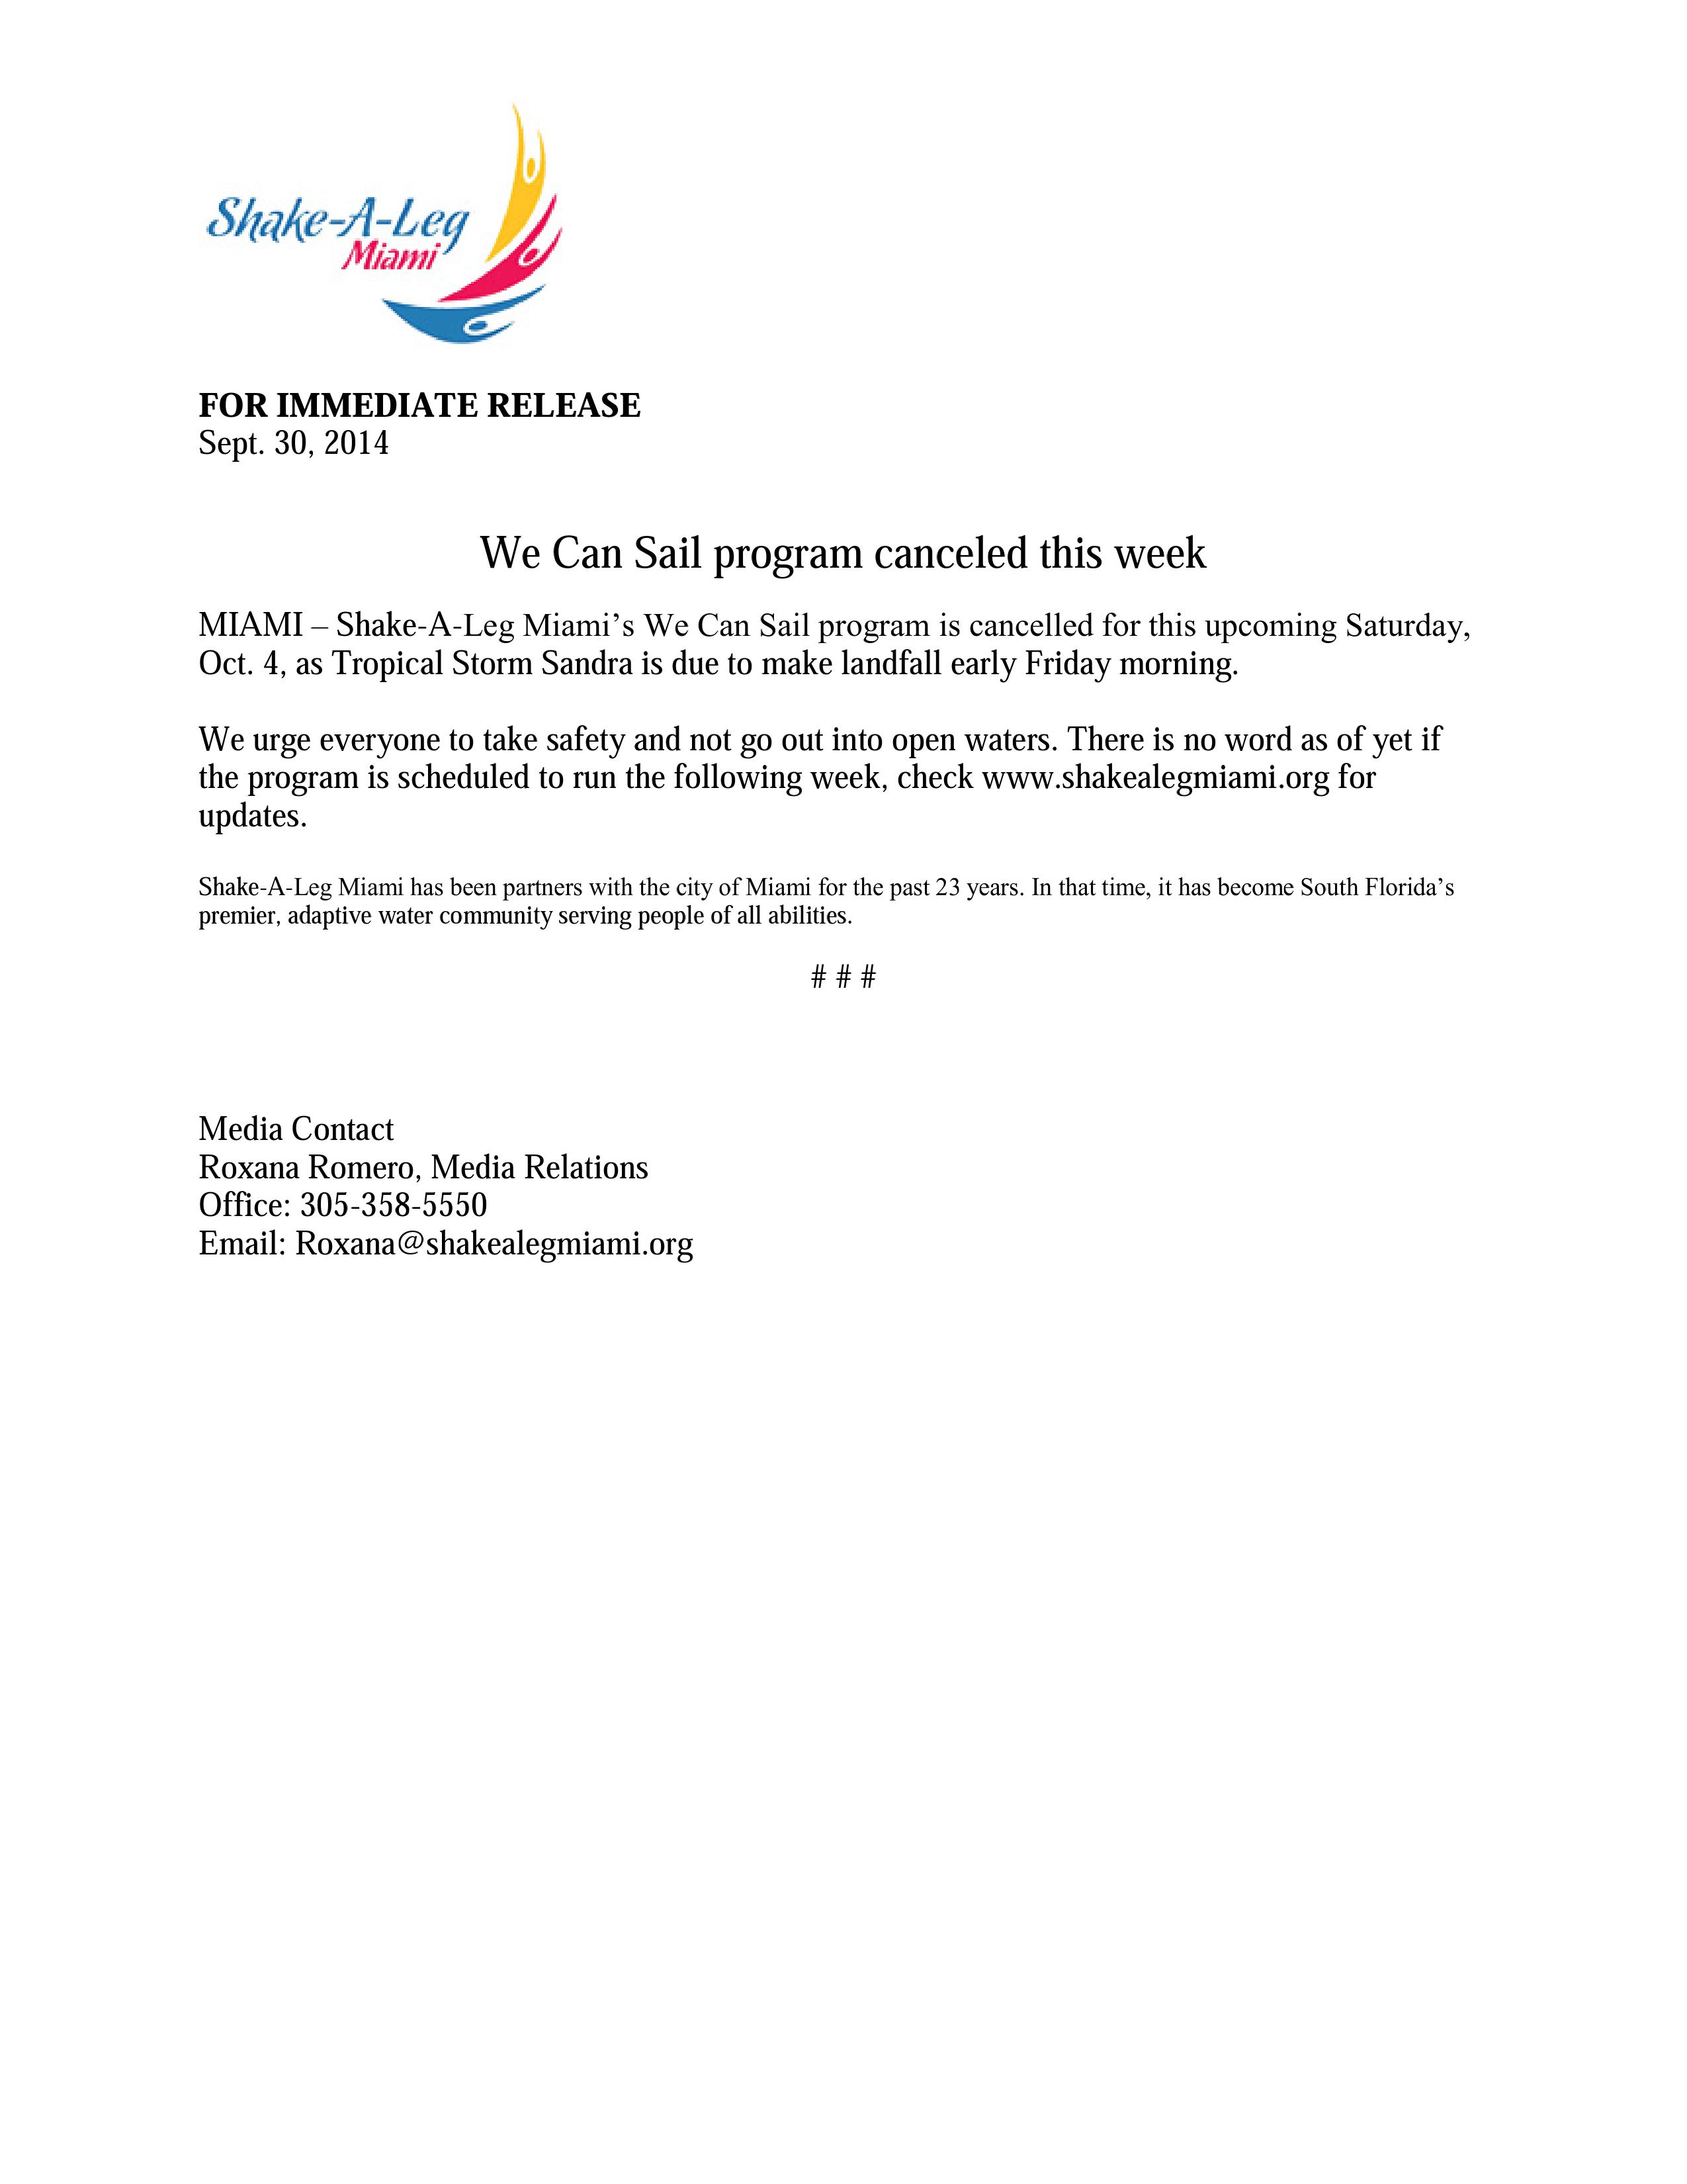 Shake-A-Leg
Miami
FOR IMMEDIATE RELEASE
Sept. 30, 2014
We Can Sail program canceled this week
MIAMI – Shake-A-Leg Miami’s We Can Sail program is cancelled for this upcoming Saturday,
Oct. 4, as Tropical Storm Sandra is due to make landfall early Friday morning.
We urge everyone to take safety and not go out into open waters. There is no word as of yet if
the program is scheduled to run the following week, check www.shakealegmiami.org for
updates.
Shake-A-Leg Miami has been partners with the city of Miami for the past 23 years. In that time, it has become South Florida’s
premier, adaptive water community serving people of all abilities.
# # #
Media Contact
Roxana Romero, Media Relations
Office: 305-358-5550
Email: Roxana@shakealegmiami.org